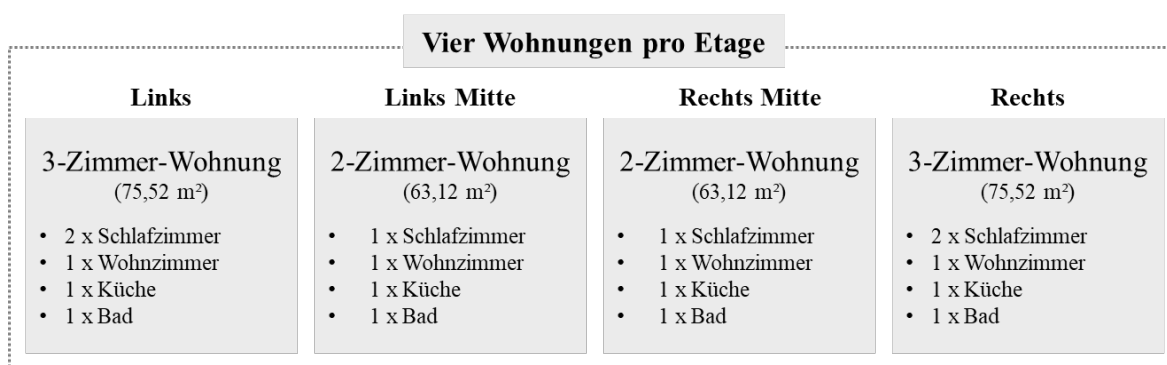 Vier Wohnungen pro Etage
Links
3-Zimmer-Wohnung
(75,52 m²)
• 2 x Schlafzimmer
• 1 x Wohnzimmer
• 1 x Küche
• 1 x Bad
Links Mitte
2-Zimmer-Wohnung
(63,12 m²)
• 1 x Schlafzimmer
• 1 x Wohnzimmer
• 1 x Küche
• 1 x Bad
Rechts Mitte
2-Zimmer-Wohnung
(63,12 m²)
• 1 x Schlafzimmer
• 1 x Wohnzimmer
• 1 x Küche
• 1 x Bad
Rechts
3-Zimmer-Wohnung
(75,52 m²)
• 2 x Schlafzimmer
• 1 x Wohnzimmer
• 1 x Küche
• 1 x Bad